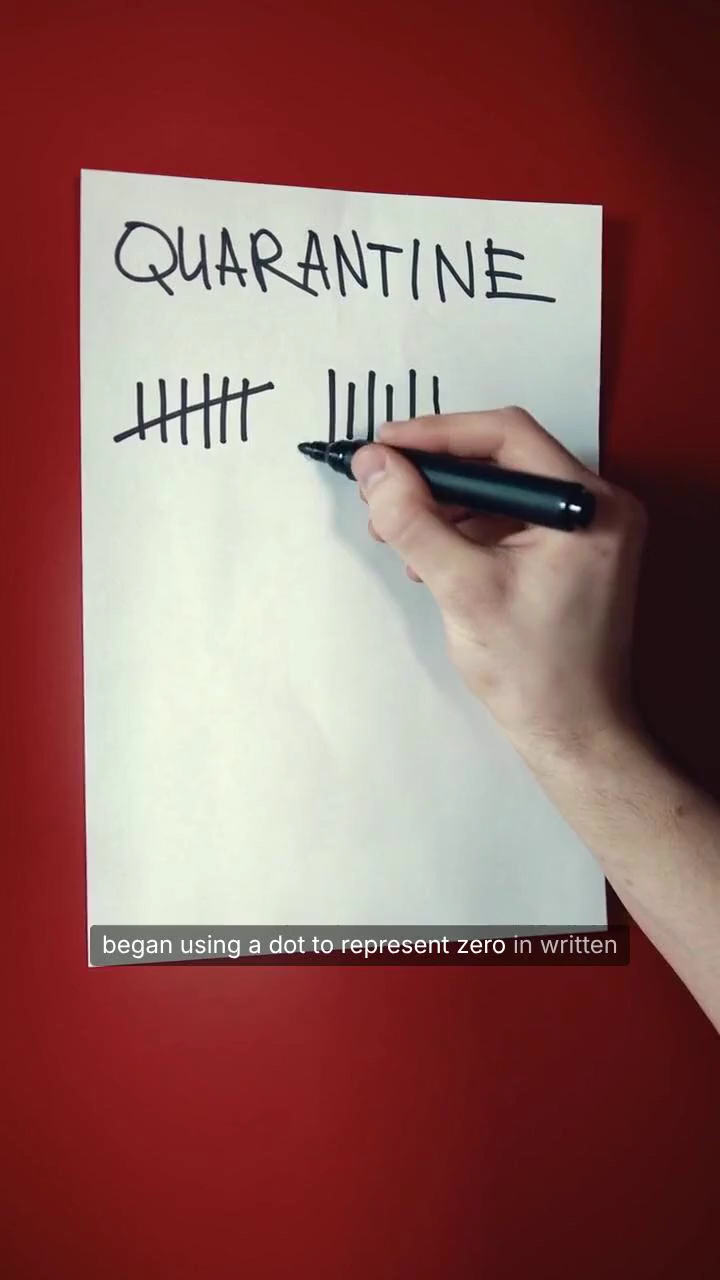 QUARANTINE
began using a dot to represent zero in written